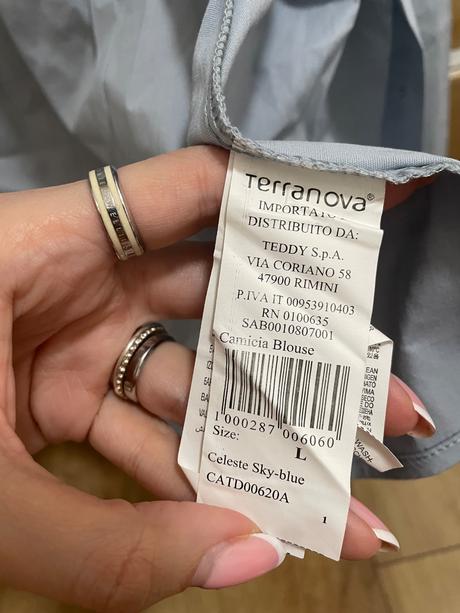 Terranova®
IMPORTATO
DISTRIBUITO DA:
TEDDY S.p.A.
VIA CORIANO 58
47900 RIMINI
P.IVA IT 00953910403
RN 0100635
SAB0010807001
Camicia Blouse
1 000287 006060
Size:
L
Celeste Sky-blue
CATD00620A
1